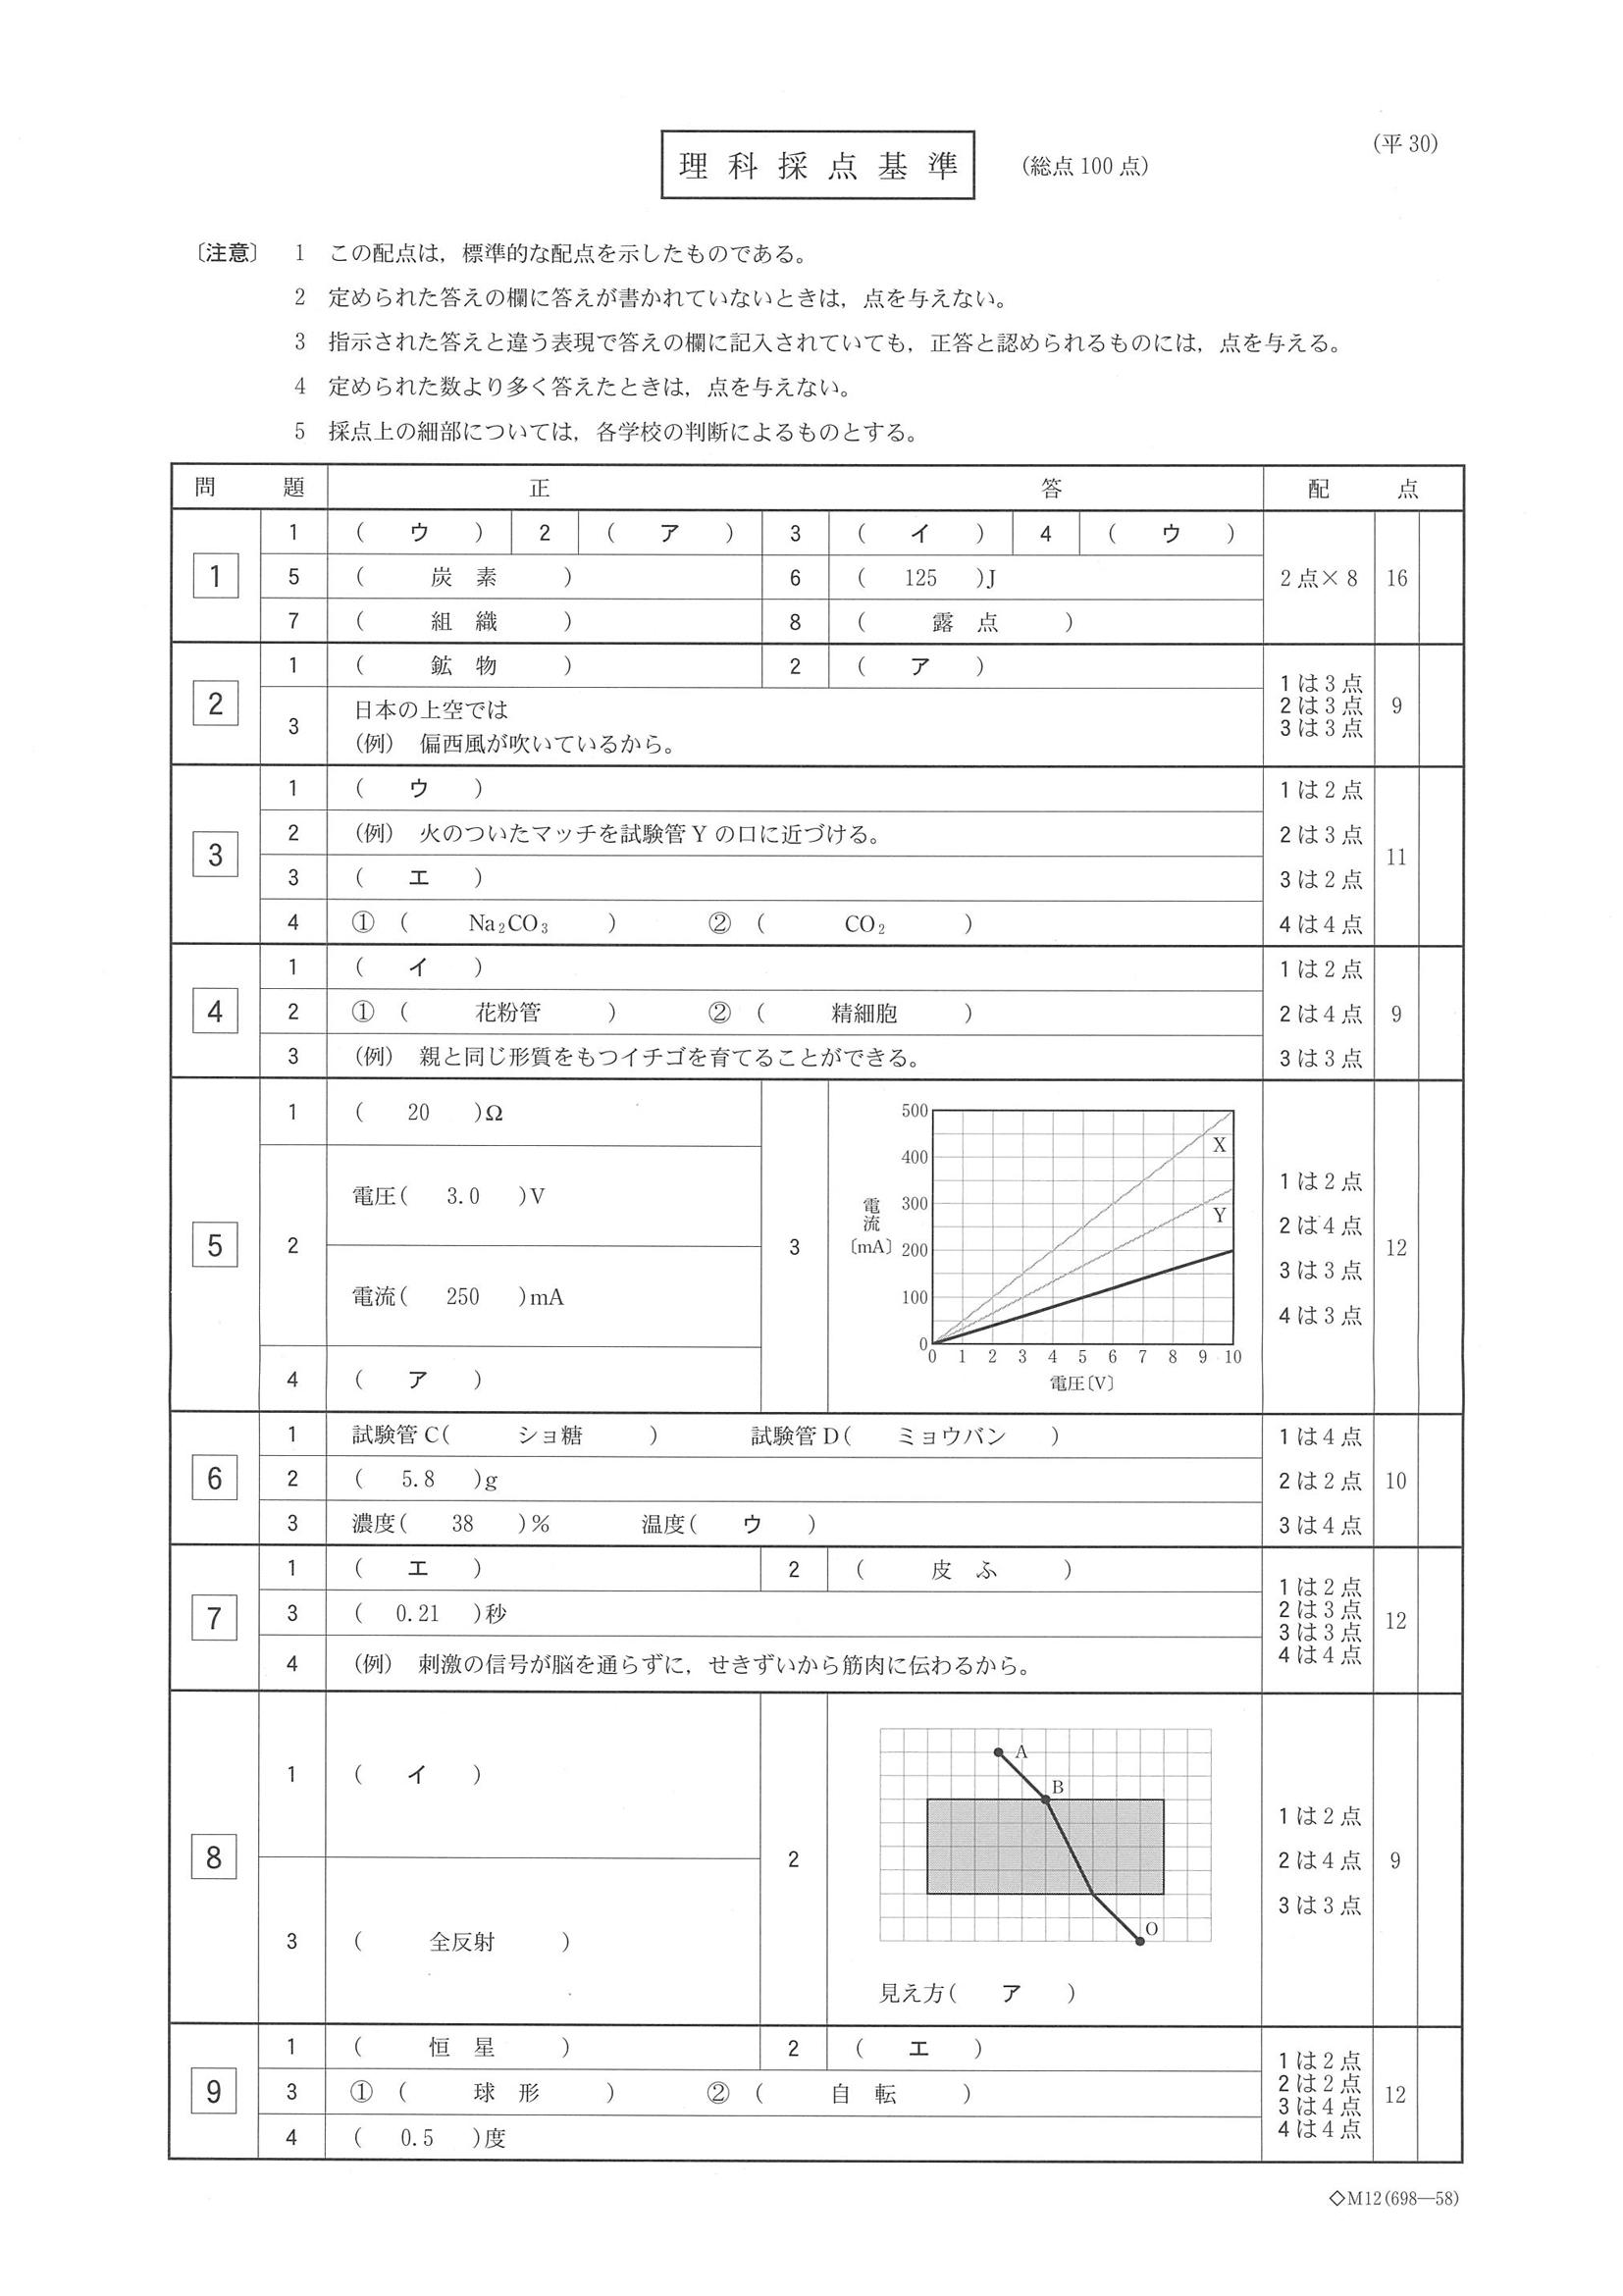 理科採点基準 (総点100点) (平30)
〔注意〕 1 この配点は，標準的な配点を示したものである。
2 定められた答えの欄に答えが書かれていないときは，点を与えない。
3 指示された答えと違う表現で答えの欄に記入されていても，正答と認められるものには，点を与える。
4 定められた数より多く答えたときは，点を与えない。
5 採点上の細部については，各学校の判断によるものとする。
問題 正答 配点
1 1 ( ウ ) 2 ( ア ) 3 ( イ ) 4 ( ウ ) 2点×8 16
5 ( 炭素 ) 6 ( 125 )J
7 ( 組織 ) 8 ( 露点 )
2 1 ( 鉱物 ) 2 ( ア ) 1は3点 2は3点 3は3点 9
3 日本の上空では
(例) 偏西風が吹いているから。
3 1 ( ウ ) 1は2点 11
2 (例) 火のついたマッチを試験管Yの口に近づける。 2は3点
3 ( エ ) 3は2点
4 ① ( Na₂CO₃ ) ② ( CO₂ ) 4は4点
4 1 ( イ ) 1は2点 9
2 ① ( 花粉管 ) ② ( 精細胞 ) 2は4点
3 (例) 親と同じ形質をもつイチゴを育てることができる。 3は3点
5 1 ( 20 )Ω
2 電圧( 3.0 )V
電流( 250 )mA
4 ( ア )
3
電流〔mA〕
500
400
300
200
100
0
X
Y
0 1 2 3 4 5 6 7 8 9 10
電圧〔V〕
1は2点
2は4点
3は3点
4は3点
12
6 1 試験管C( ショ糖 ) 試験管D( ミョウバン ) 1は4点
2 ( 5.8 )g 2は2点 10
3 濃度( 38 )% 温度( ウ ) 3は4点
7 1 ( エ ) 2 ( 皮ふ ) 1は2点 2は3点 3は3点 4は4点 12
3 ( 0.21 )秒
4 (例) 刺激の信号が脳を通らずに，せきずいから筋肉に伝わるから。
8 1 ( イ )
3 ( 全反射 )
2
A
B
O
見え方( ア )
1は2点
2は4点
3は3点
9
9 1 ( 恒星 ) 2 ( エ ) 1は2点 2は2点 3は4点 4は4点 12
3 ① ( 球形 ) ② ( 自転 )
4 ( 0.5 )度
◇M12(698—58)